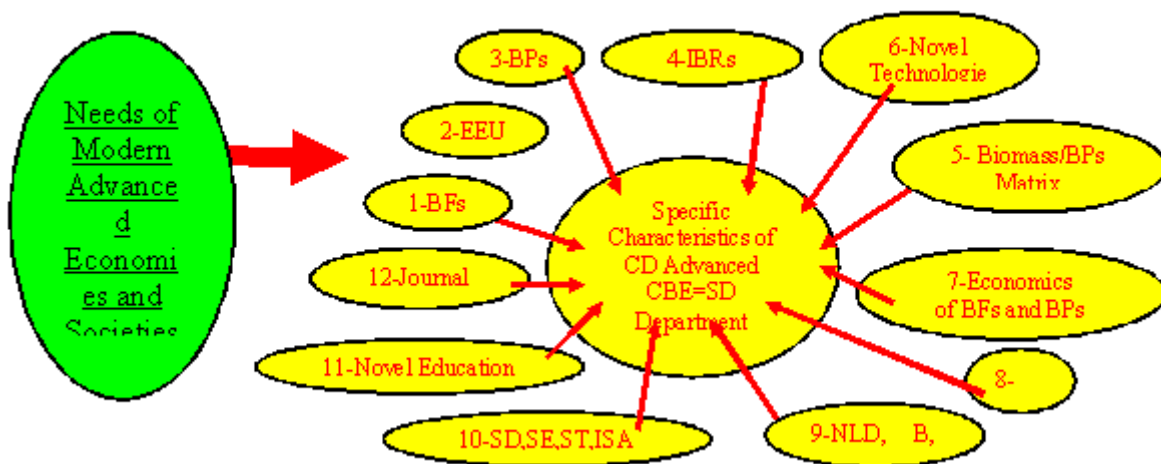 Needs of
Modern
Advance
d
Economi
es and
Societies
3-BPs
4-IBRs
6-Novel
Technologie
2-EEU
5- Biomass/BPs
Matrix
1-BFs
Specific
Characteristics of
CD Advanced
CBE=SD
Department
12-Journal
7-Economics
of BFs and BPs
11-Novel Education
8-
10-SD,SE,ST,ISA
9-NLD, B,